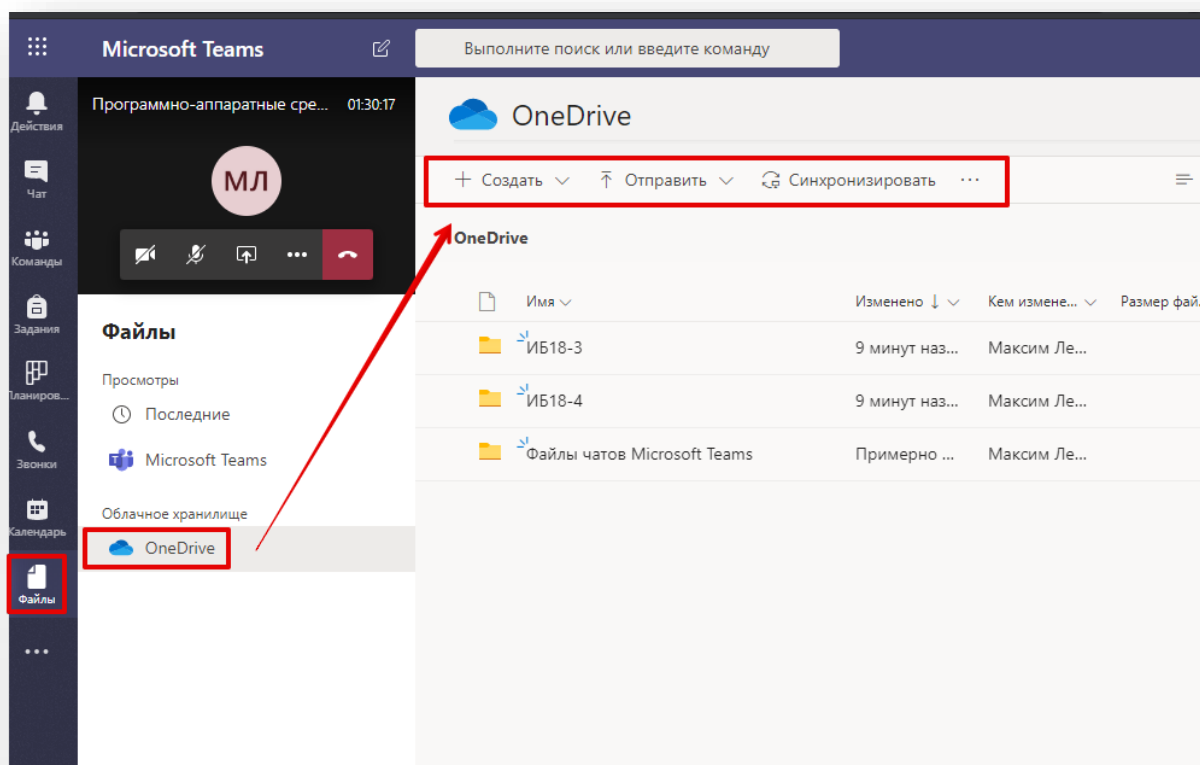 Microsoft Teams
Выполните поиск или введите команду
Действия
Чат
Команды
Задания
Планиров...
Звонки
Календарь
Файлы
Программно-аппаратные сре... 01:30:17
МЛ
Файлы
Просмотры
Последние
Microsoft Teams
Облачное хранилище
OneDrive
OneDrive
Создать Отправить Синхронизировать ...
OneDrive
Имя Изменено Кем измене... Размер фай.
ИБ18-3 9 минут наз... Максим Ле...
ИБ18-4 9 минут наз... Максим Ле...
Файлы чатов Microsoft Teams Примерно ... Максим Ле...